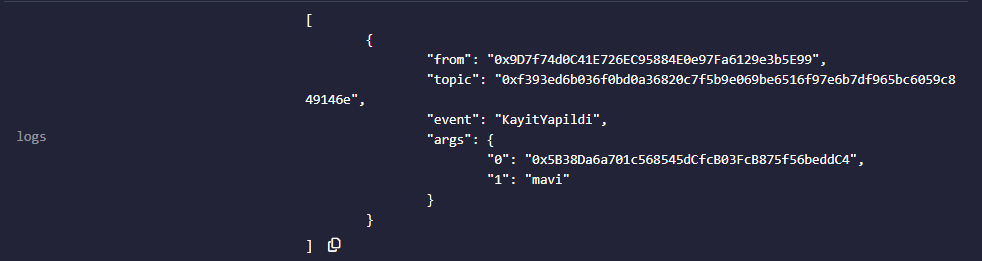 [
{
"from": "0x9D7f74d0C41E726EC95884E0e97Fa6129e3b5E99",
"topic": "0xf393ed6b036f0bd0a36820c7f5b9e069be6516f97e6b7df965bc6059c8
49146e",
"event": "KayitYapildi",
logs
"args": {
"0": "0x5B38Da6a701c568545dCfcB03FcB875f56beddC4",
"1": "mavi"
}
}
]